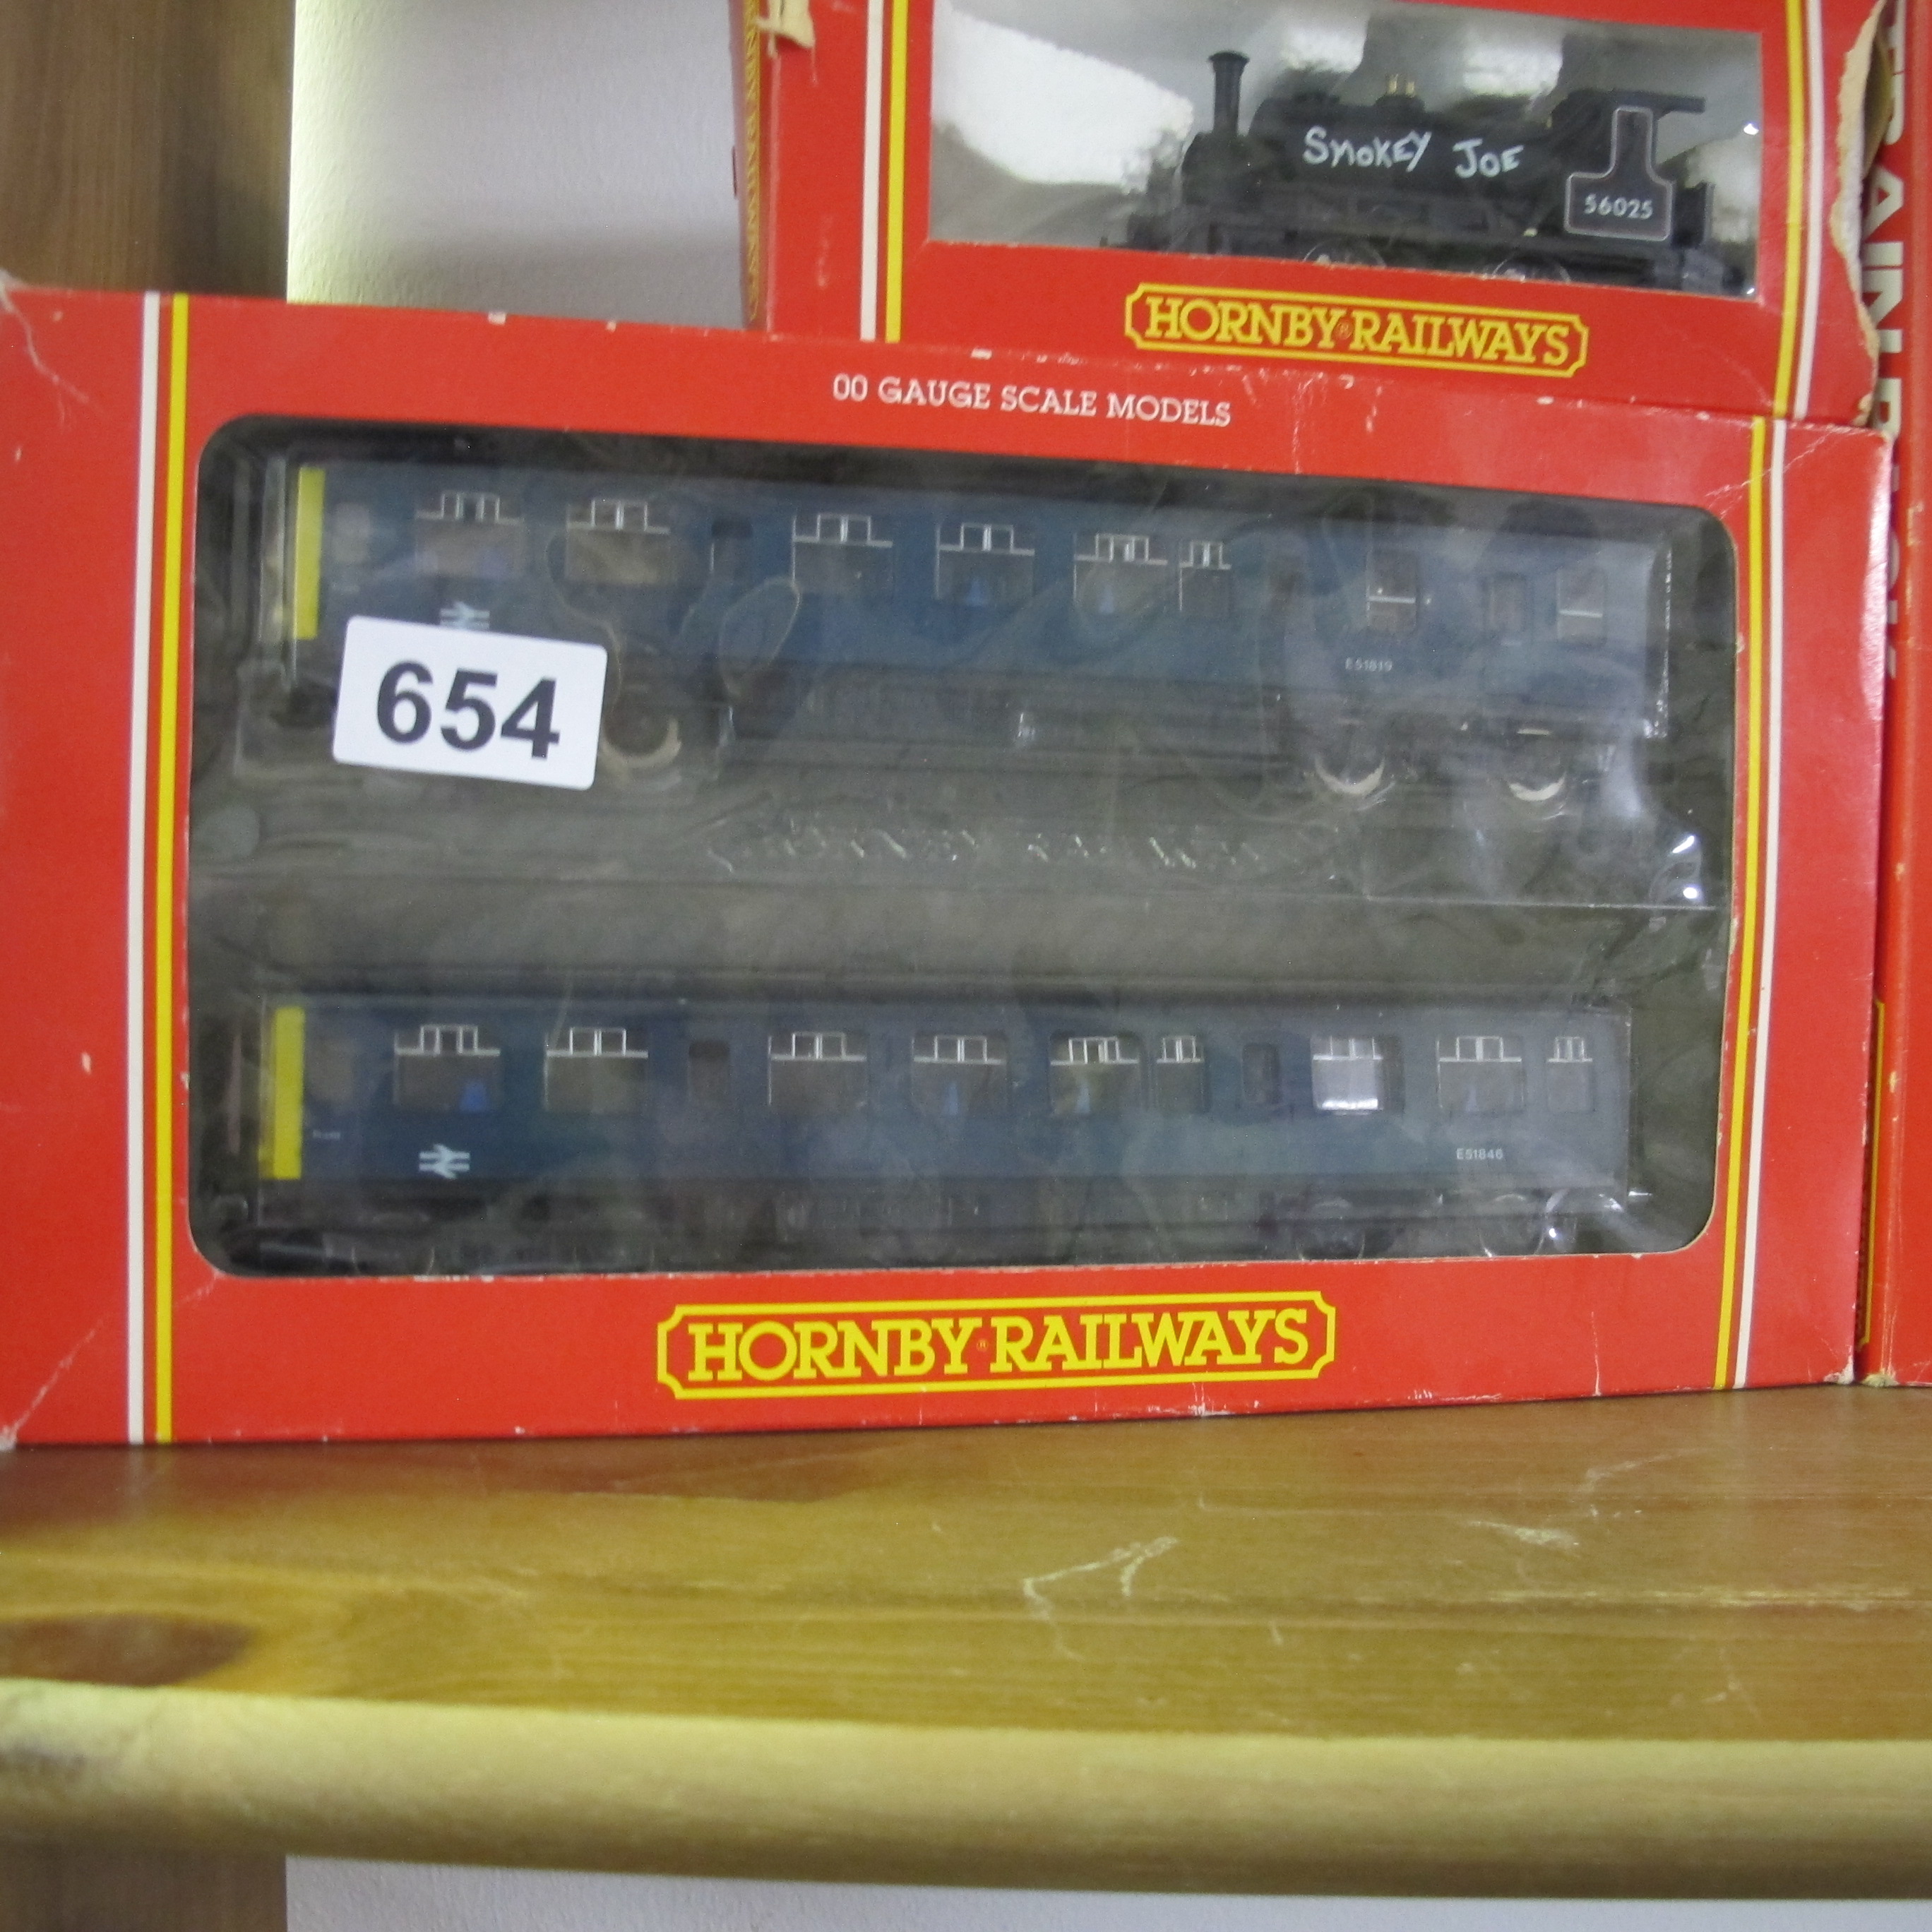 SMOKEY JOE
56025
HORNBY® RAILWAYS
00 GAUGE SCALE MODELS
E51819
654
E51846
HORNBY® RAILWAYS